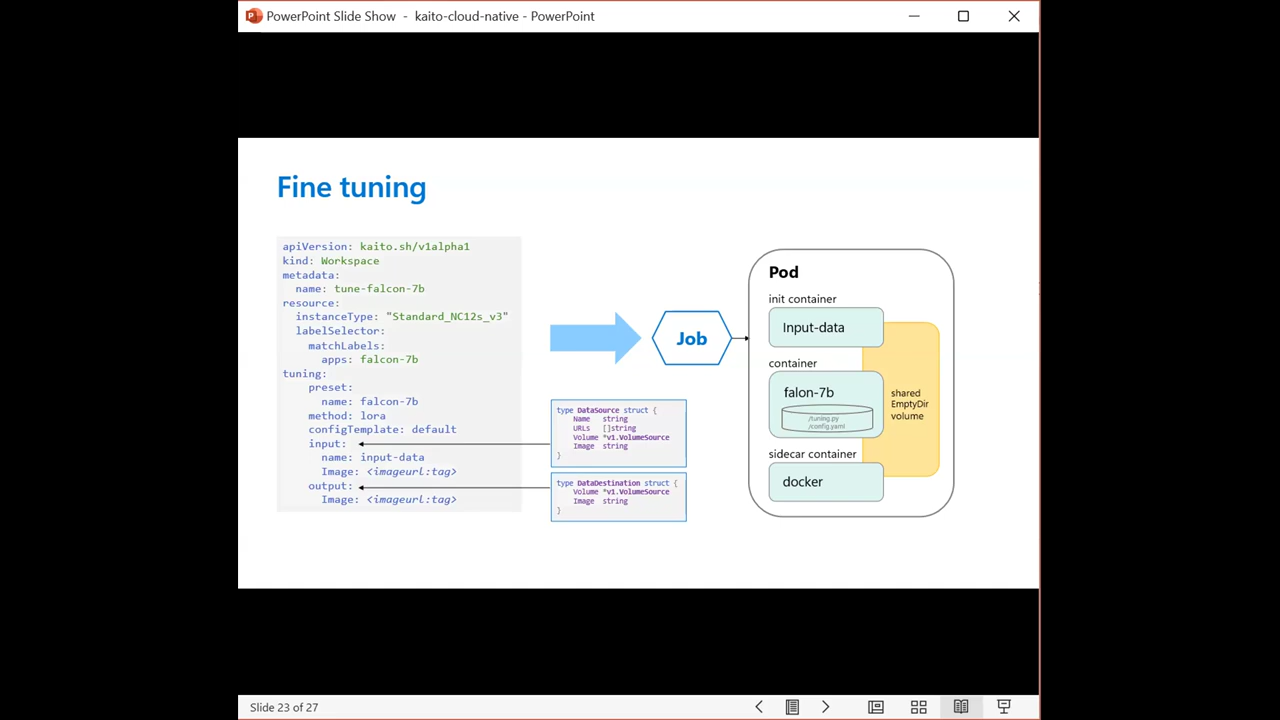 PowerPoint Slide Show - kaito-cloud-native - PowerPoint
Fine tuning
apiVersion: kaito.sh/v1alpha1
kind: Workspace
metadata:
name: tune-falcon-7b
resource:
instanceType: "Standard_NC12s_v3"
labelSelector:
matchLabels:
apps: falcon-7b
tuning:
preset:
name: falcon-7b
method: lora
configTemplate: default
input:
name: input-data
Image: <imageurl:tag>
output:
Image: <imageurl:tag>
type DataSource struct {
Name string
URLs []string
Volume *v1.VolumeSource
Image string
}
type DataDestination struct {
Volume *v1.VolumeSource
Image string
}
Job
Pod
init container
Input-data
container
falon-7b
/tuning.py
/config.yaml
shared
EmptyDir
volume
sidecar container
docker
Slide 23 of 27